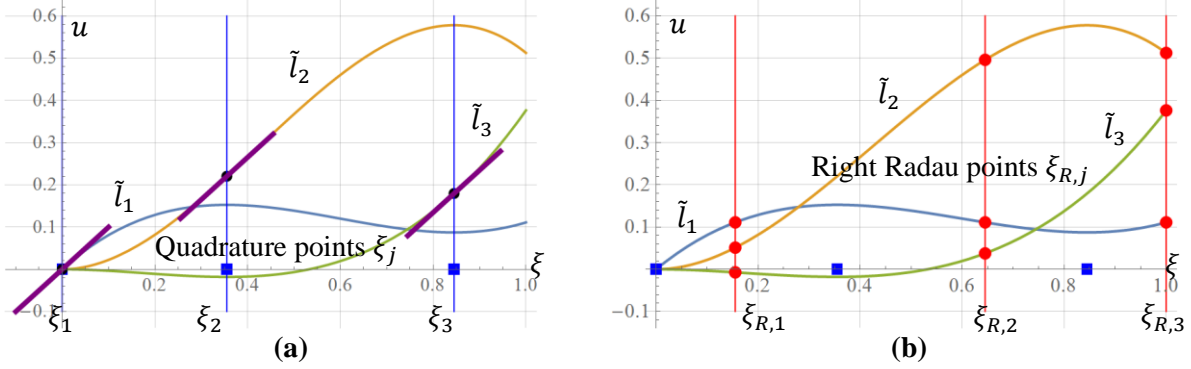 0.6
u
0.5
0.4
0.3
0.2
0.1
−0.1
l̃₁
l̃₂
l̃₃
Quadrature points ξⱼ
ξ
0.2
0.4
0.6
0.8
1.0
ξ₁
ξ₂
ξ₃
(a)
0.6
u
0.5
0.4
0.3
0.2
0.1
−0.1
l̃₂
l̃₃
Right Radau points ξR,j
l̃₁
ξ
0.2
0.4
0.6
0.8
1.0
ξR,1
ξR,2
ξR,3
(b)